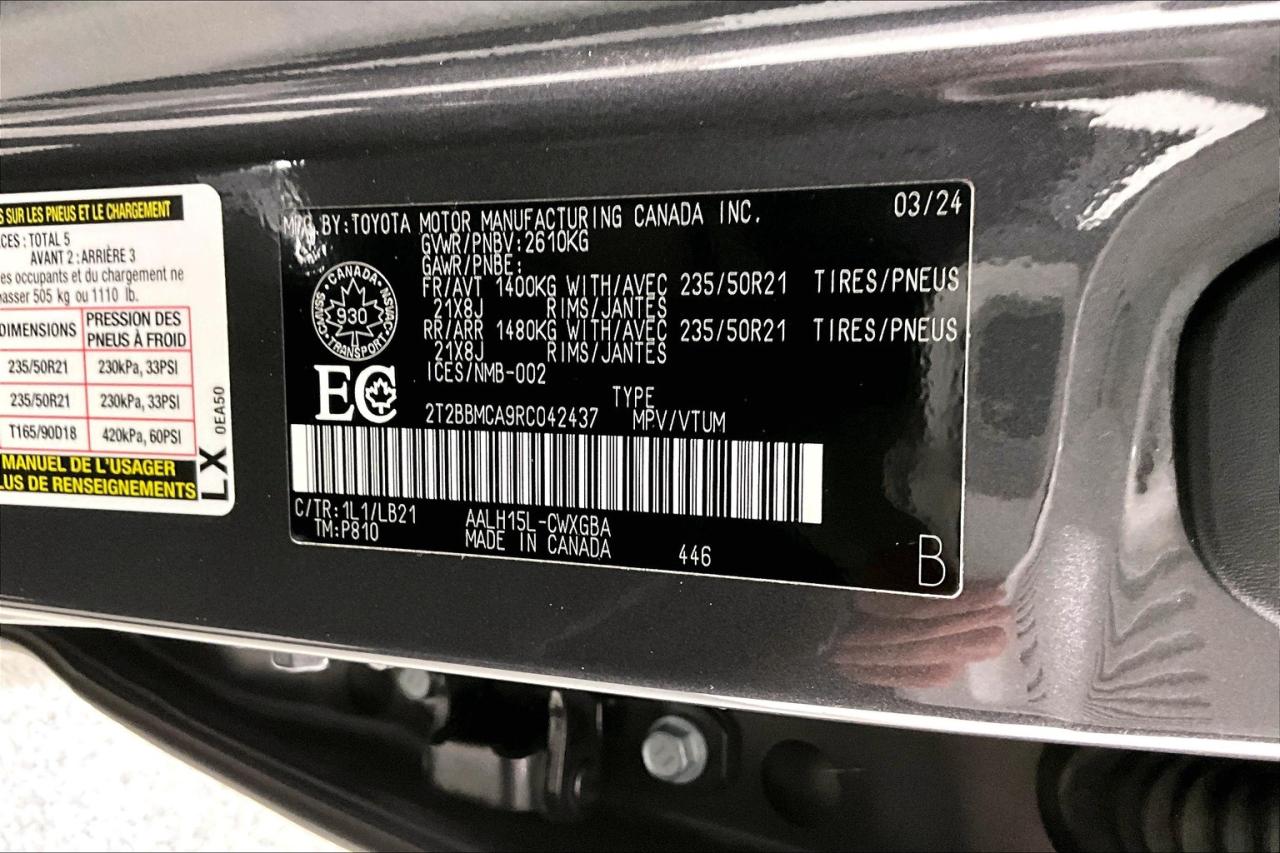 S SUR LES PNEUS ET LE CHARGEMENT
CES : TOTAL 5
AVANT 2 : ARRIÈRE 3
es occupants et du chargement ne
asser 505 kg ou 1110 lb.
DIMENSIONS PRESSION DES PNEUS À FROID
235/50R21 230kPa, 33PSI
235/50R21 230kPa, 33PSI
T165/90D18 420kPa, 60PSI
MANUEL DE L'USAGER
LUS DE RENSEIGNEMENTS
LX 0EA50
MFG. BY:TOYOTA MOTOR MANUFACTURING CANADA INC. 03/24
GVWR/PNBV:2610KG
GAWR/PNBE:
FR/AVT 1400KG WITH/AVEC 235/50R21 TIRES/PNEUS
21X8J RIMS/JANTES
RR/ARR 1480KG WITH/AVEC 235/50R21 TIRES/PNEUS
21X8J RIMS/JANTES
ICES/NMB-002
CANADA
NSVAC
930
CMVSS
TRANSPORT
EC
TYPE
2T2BBMCA9RC042437 MPV/VTUM
C/TR:1L1/LB21 AALH15L-CWXGBA
TM:P810 MADE IN CANADA 446
B